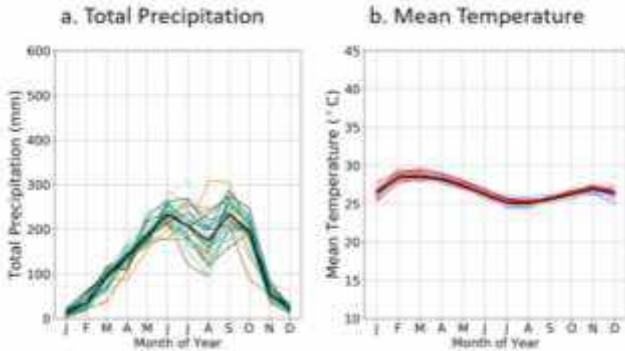 a. Total Precipitation
600
500
400
300
200
100
0
Total Precipitation (mm)
J F M A M J J A S O N D
Month of Year
b. Mean Temperature
45
40
35
30
25
20
15
10
Mean Temperature (°C)
J F M A M J J A S O N D
Month of Year